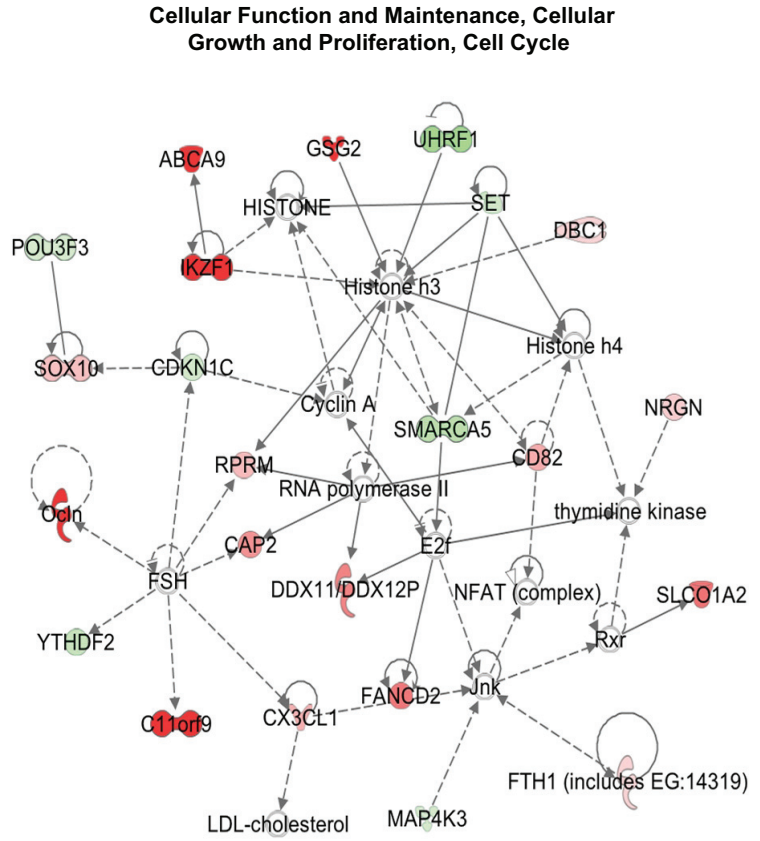 Cellular Function and Maintenance, Cellular
Growth and Proliferation, Cell Cycle
UHRF1
GSG2
ABCA9
HISTONE
SET
DBC1
POU3F3
IKZF1
Histone h3
Histone h4
SOX10
CDKN1C
Cyclin A
NRGN
SMARCA5
RPRM
CD82
RNA polymerase II
Ocln
thymidine kinase
CAP2
E2f
FSH
DDX11/DDX12P
NFAT (complex)
SLCO1A2
YTHDF2
Rxr
FANCD2
Jnk
C11orf9
CX3CL1
FTH1 (includes EG:14319)
LDL-cholesterol
MAP4K3